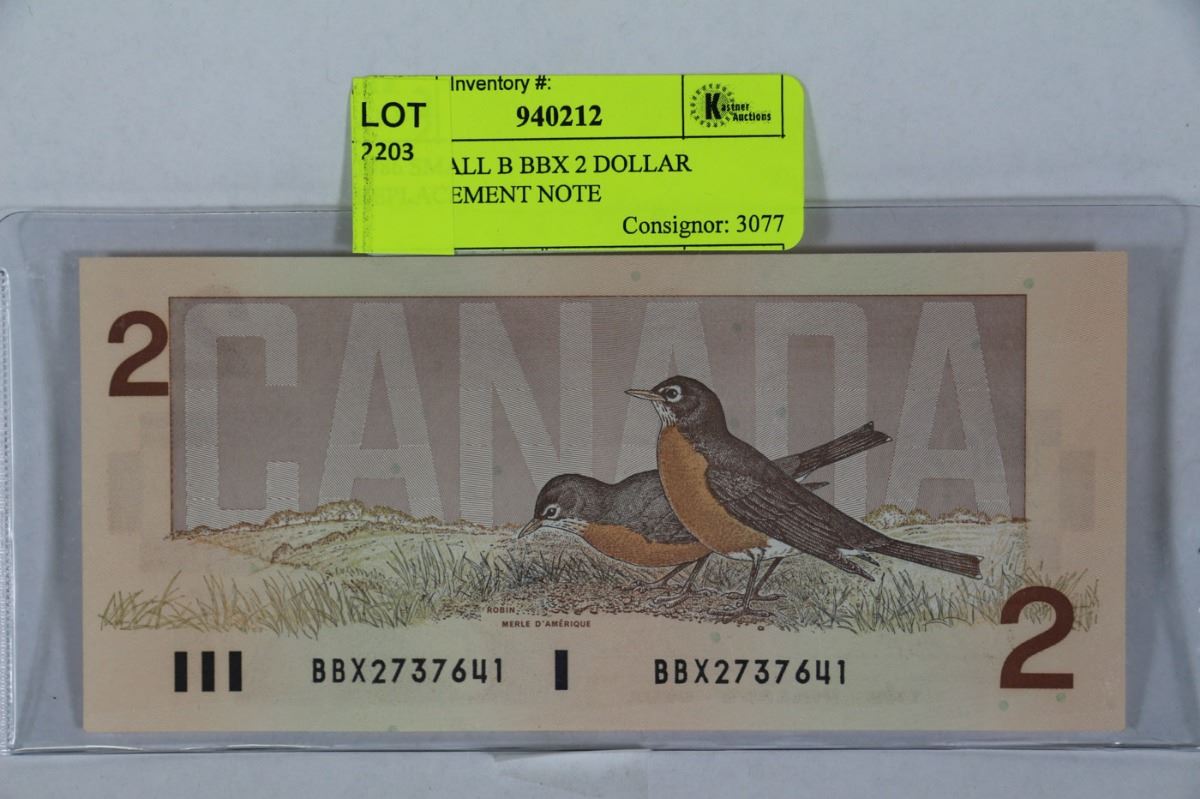 Inventory #:
LOT
940212
Kastner
Auctions
2203
ALL B BBX 2 DOLLAR
EPLACEMENT NOTE
Consignor: 3077
2
CANADA
ROBIN
MERLE D'AMÉRIQUE
BBX2737641
BBX2737641
2